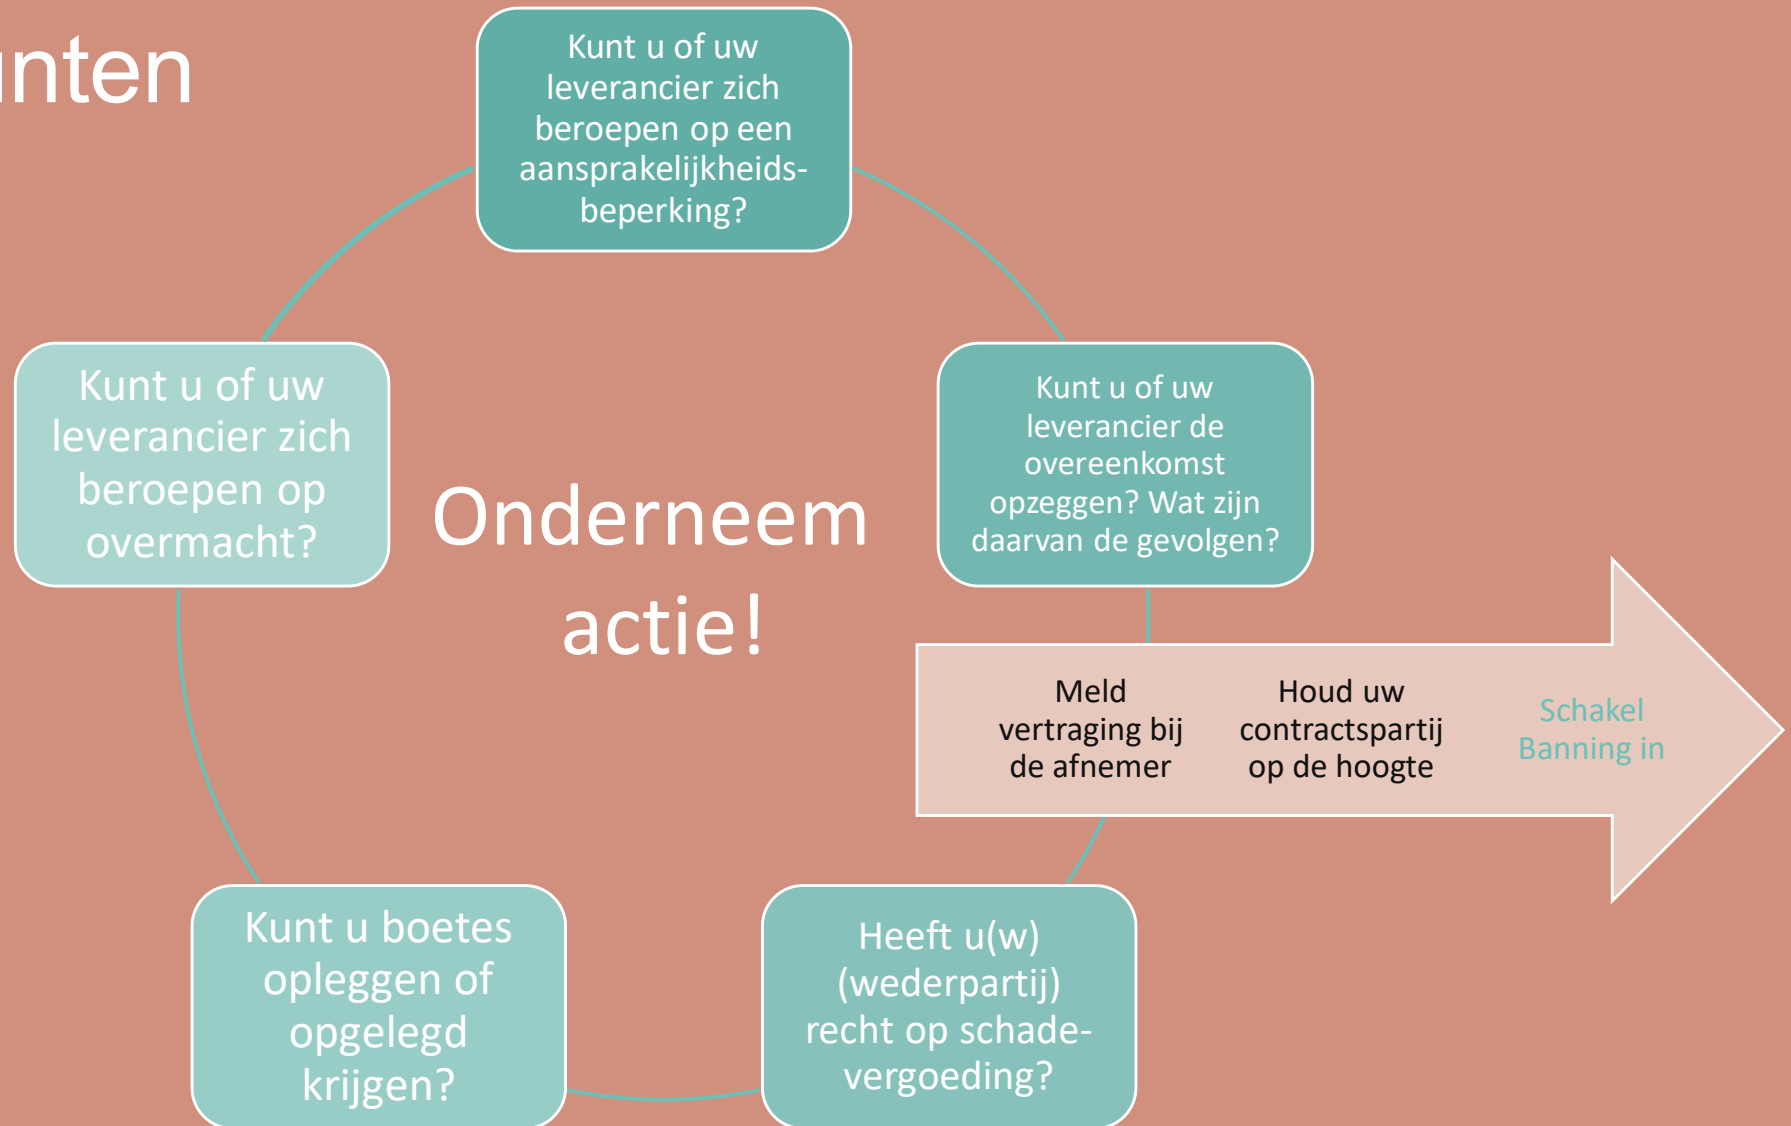 unten
Kunt u of uw
leverancier zich
beroepen op een
aansprakelijkheids-
beperking?
Kunt u of uw
leverancier de
overeenkomst
opzeggen? Wat zijn
daarvan de gevolgen?
Heeft u(w)
(wederpartij)
recht op schade-
vergoeding?
Kunt u boetes
opleggen of
opgelegd
krijgen?
Kunt u of uw
leverancier zich
beroepen op
overmacht?
Onderneem
actie!
Meld
vertraging bij
de afnemer
Houd uw
contractspartij
op de hoogte
Schakel
Banning in